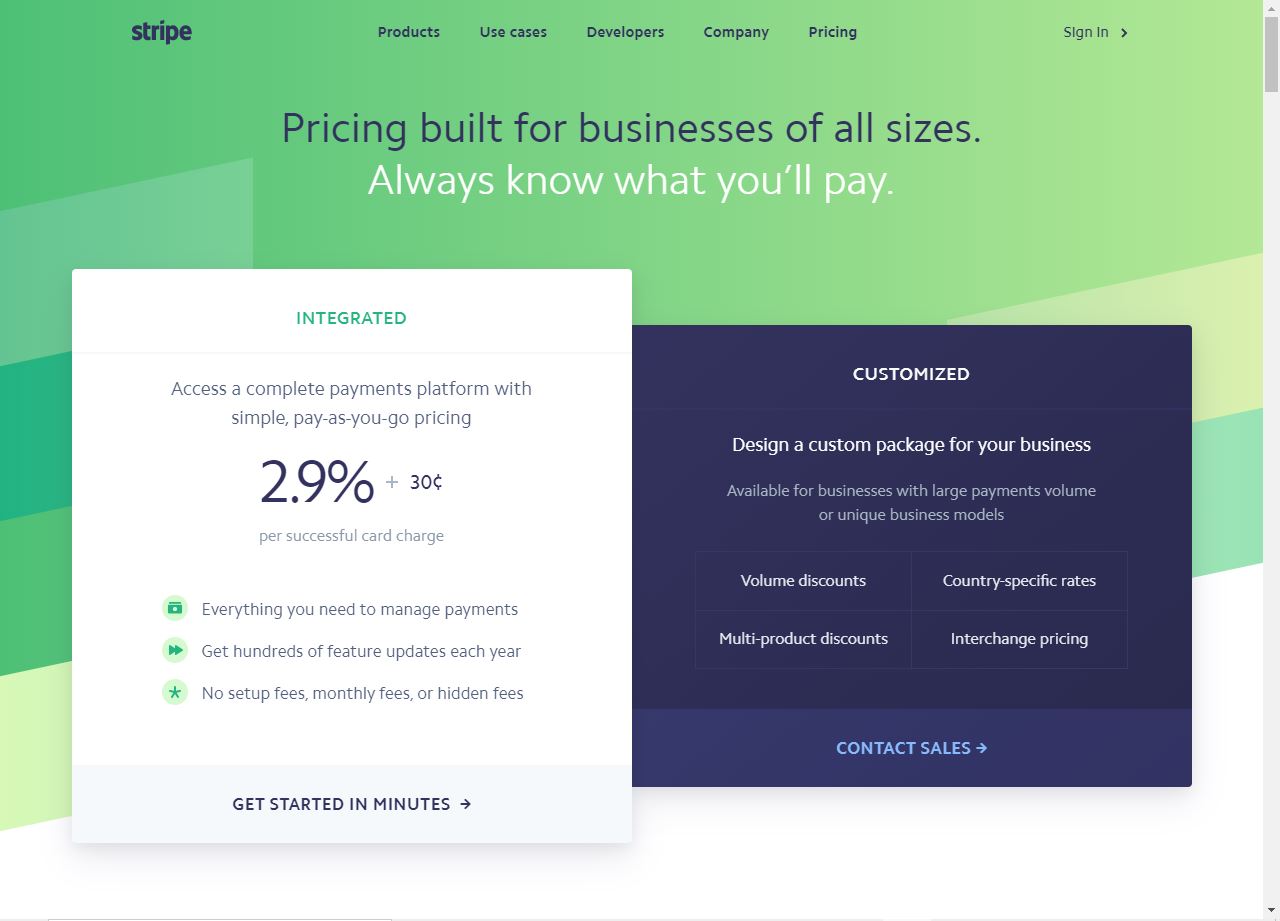 stripe
Products Use cases Developers Company Pricing
Sign in
Pricing built for businesses of all sizes.
Always know what you’ll pay.
INTEGRATED
Access a complete payments platform with
simple, pay-as-you-go pricing
2.9% + 30¢
per successful card charge
Everything you need to manage payments
Get hundreds of feature updates each year
No setup fees, monthly fees, or hidden fees
GET STARTED IN MINUTES →
CUSTOMIZED
Design a custom package for your business
Available for businesses with large payments volume
or unique business models
Volume discounts Country-specific rates
Multi-product discounts Interchange pricing
CONTACT SALES →